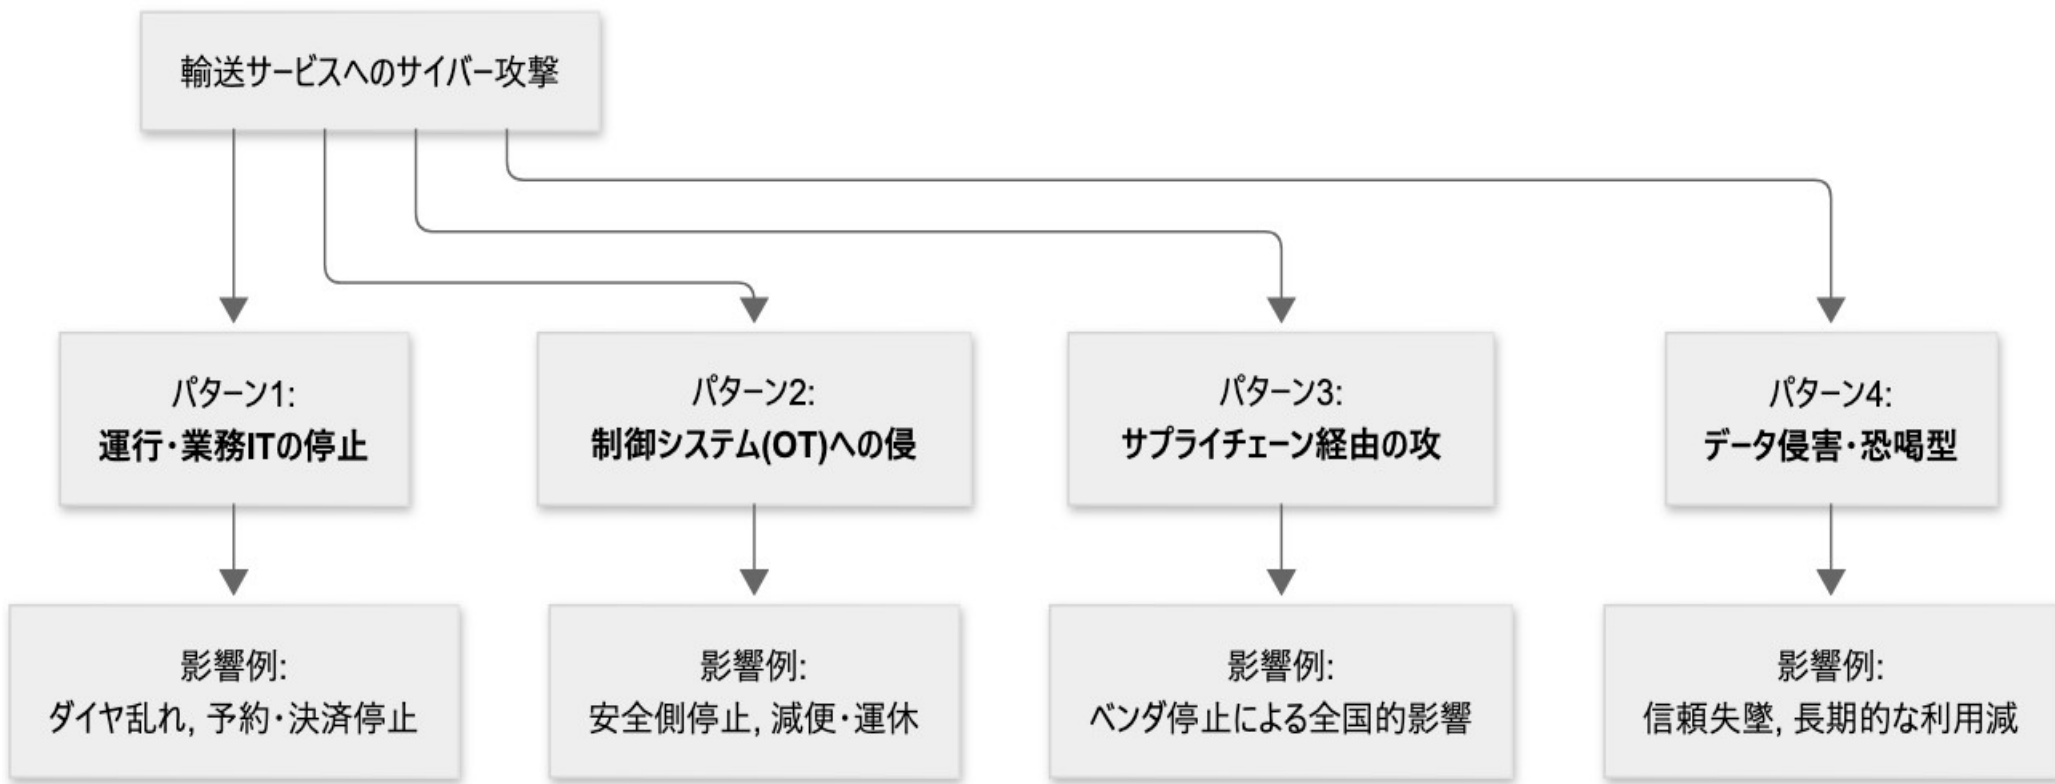 輸送サービスへのサイバー攻撃
パターン1:
運行・業務ITの停止
パターン2:
制御システム(OT)への侵
パターン3:
サプライチェーン経由の攻
パターン4:
データ侵害・恐喝型
影響例:
ダイヤ乱れ, 予約・決済停止
影響例:
安全側停止, 減便・運休
影響例:
ベンダ停止による全国的影響
影響例:
信頼失墜, 長期的な利用減